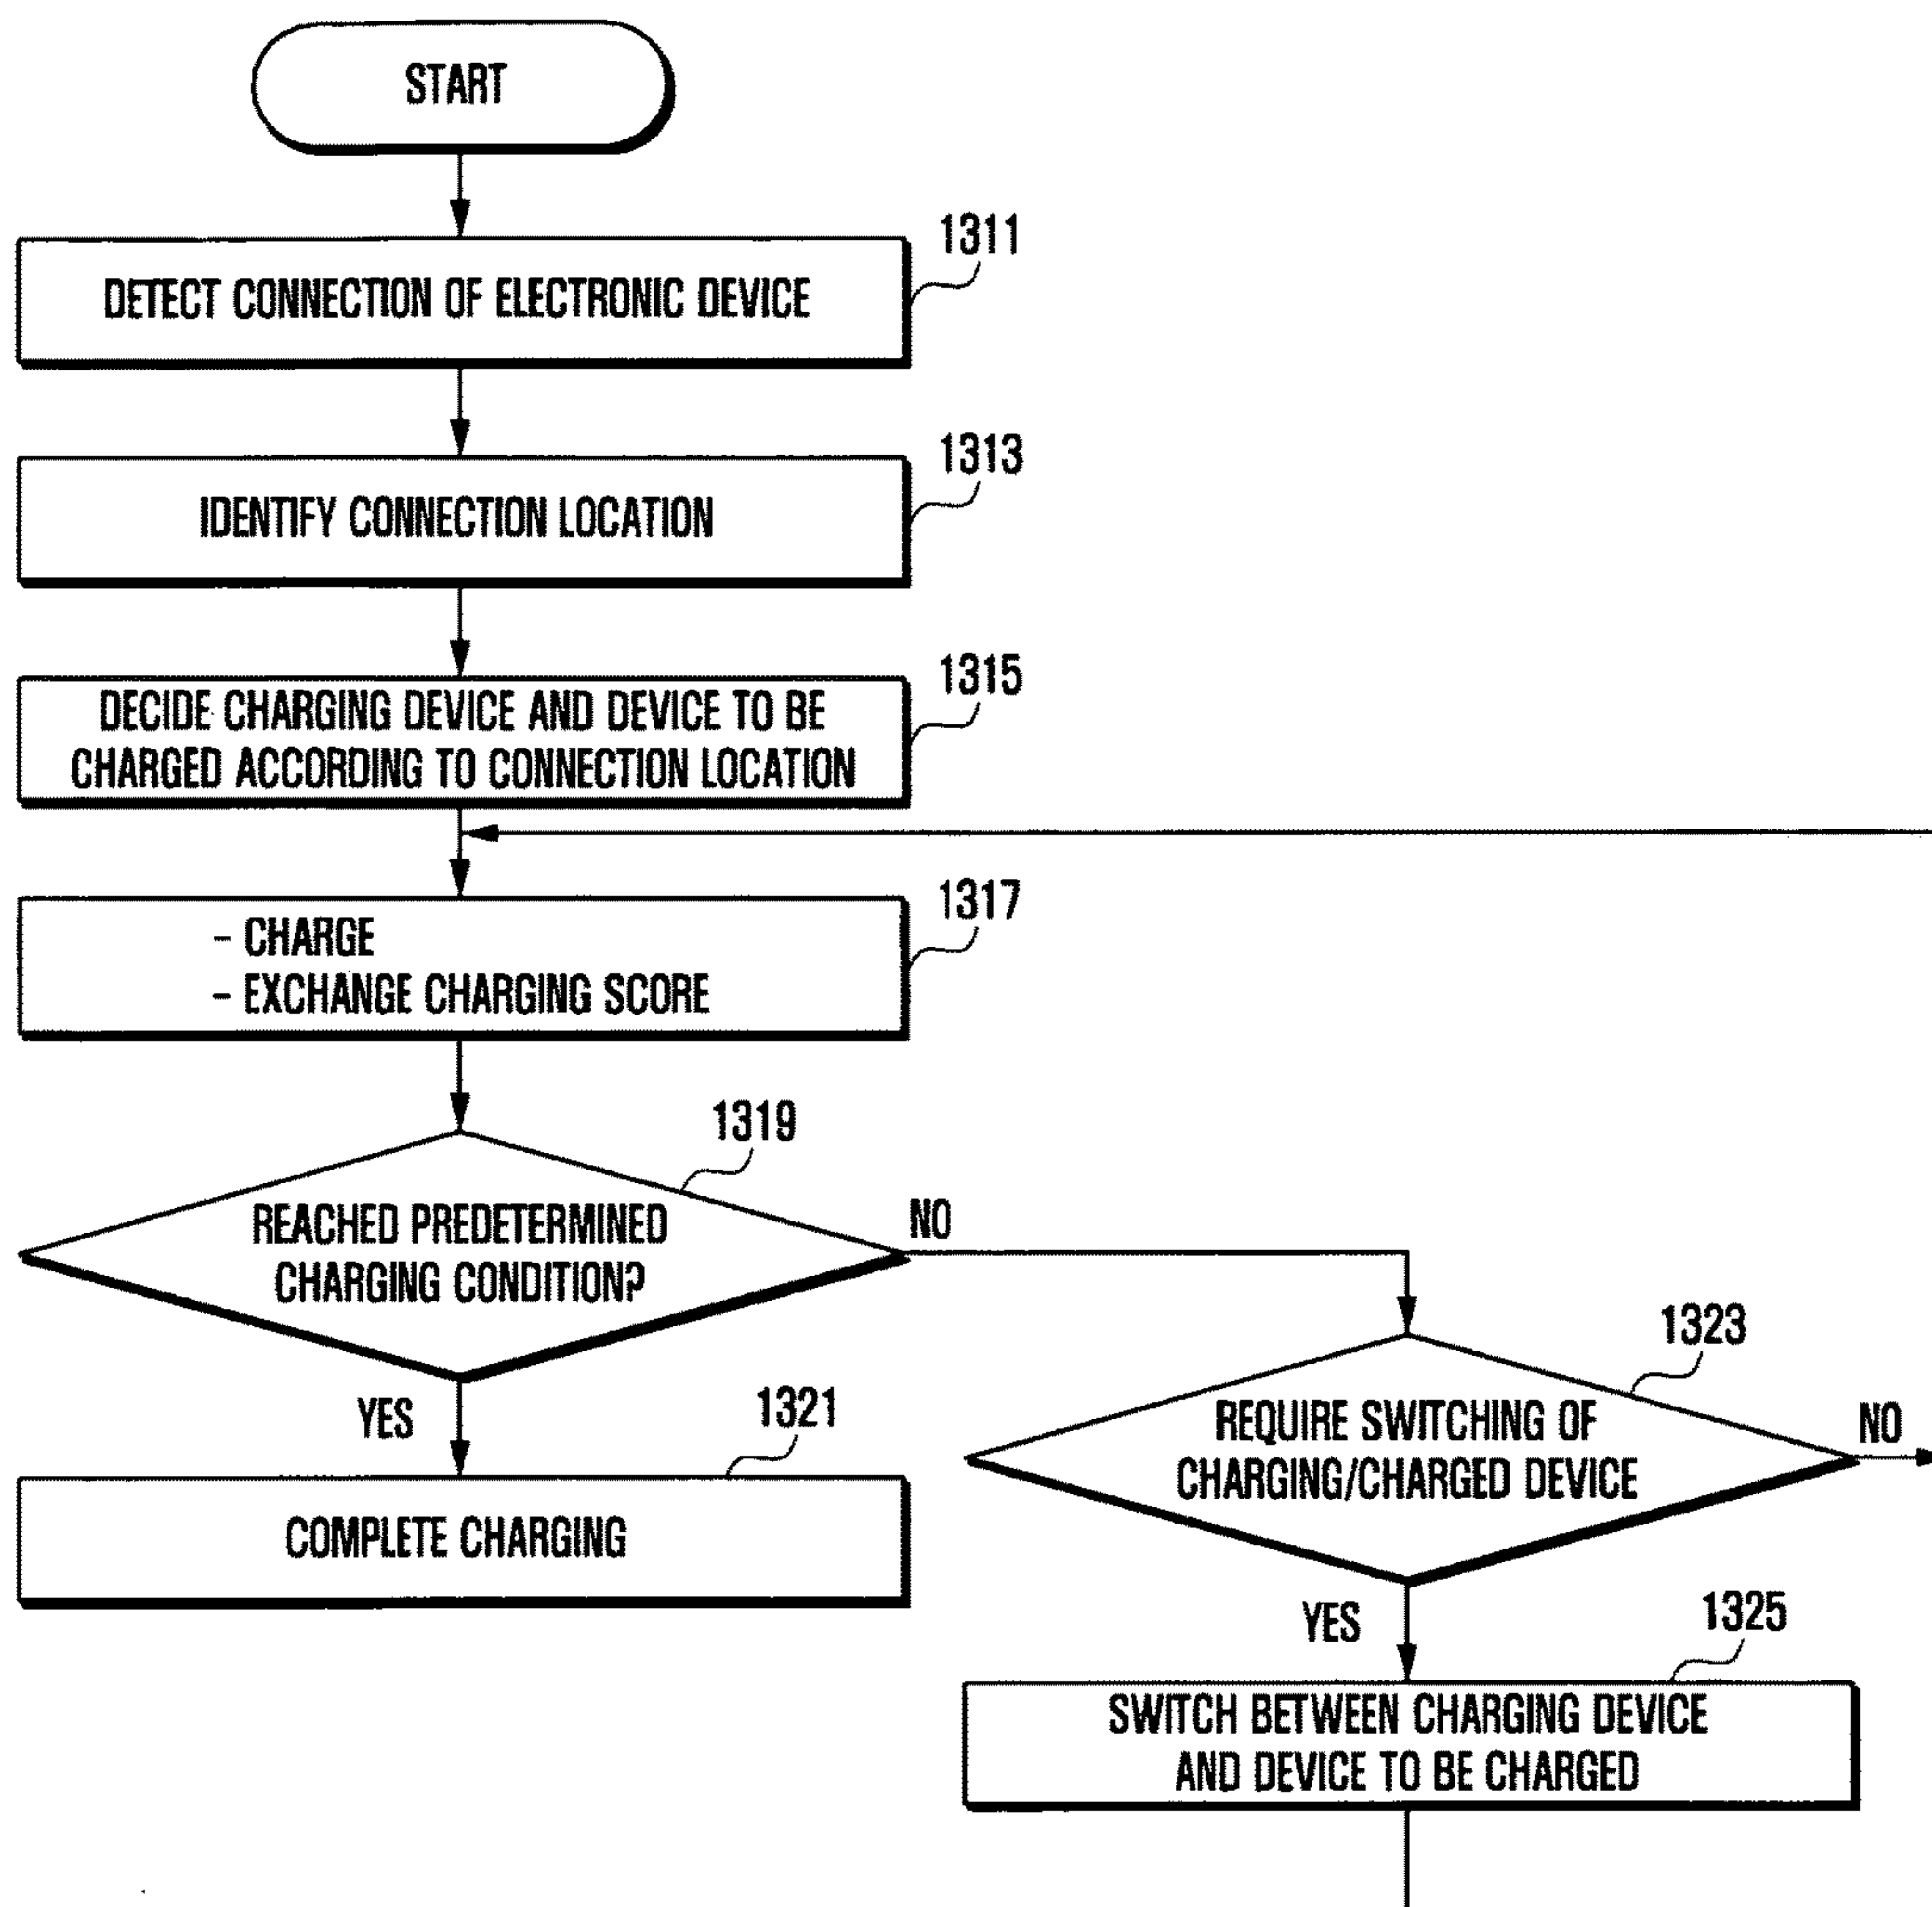 START
1311
DETECT CONNECTION OF ELECTRONIC DEVICE
1313
IDENTIFY CONNECTION LOCATION
1315
DECIDE CHARGING DEVICE AND DEVICE TO BE
CHARGED ACCORDING TO CONNECTION LOCATION
1317
- CHARGE
- EXCHANGE CHARGING SCORE
1319
REACHED PREDETERMINED
CHARGING CONDITION?
NO
YES
1321
COMPLETE CHARGING
1323
REQUIRE SWITCHING OF
CHARGING/CHARGED DEVICE
NO
YES
1325
SWITCH BETWEEN CHARGING DEVICE
AND DEVICE TO BE CHARGED